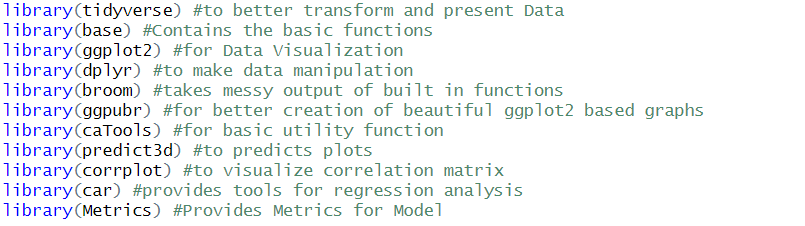 library(tidyverse) #to better transform and present Data
library(base) #Contains the basic functions
library(ggplot2) #for Data Visualization
library(dplyr) #to make data manipulation
library(broom) #takes messy output of built in functions
library(ggpubr) #for better creation of beautiful ggplot2 based graphs
library(caTools) #for basic utility function
library(predict3d) #to predicts plots
library(corrplot) #to visualize correlation matrix
library(car) #provides tools for regression analysis
library(Metrics) #Provides Metrics for Model